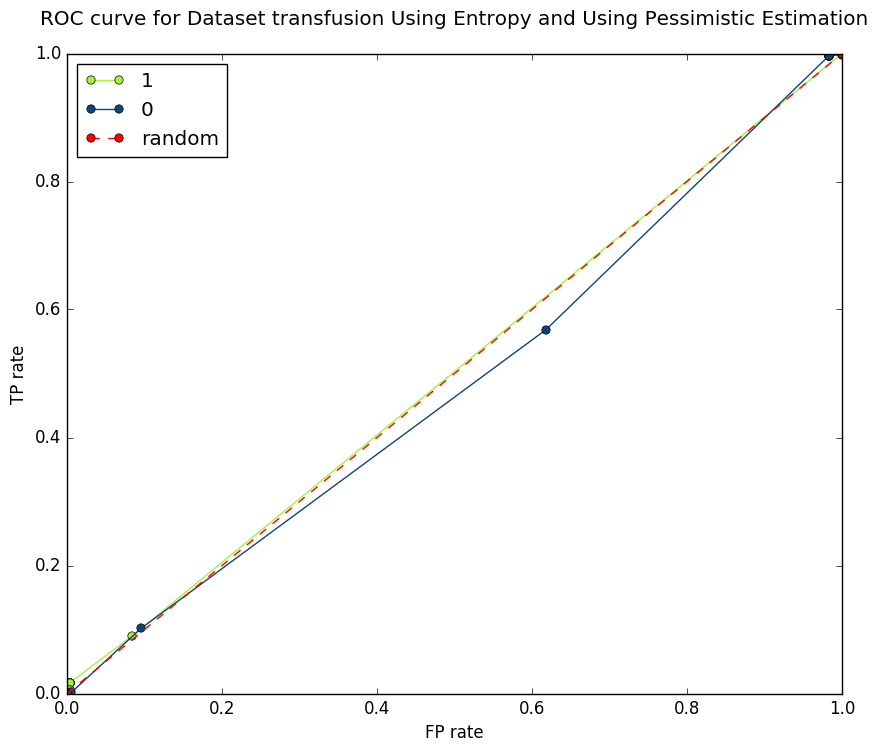 ROC curve for Dataset transfusion Using Entropy and Using Pessimistic Estimation
1.0
1
0
random
0.8
0.6
TP rate
0.4
0.2
0.0
0.0 0.2 0.4 0.6 0.8 1.0
FP rate